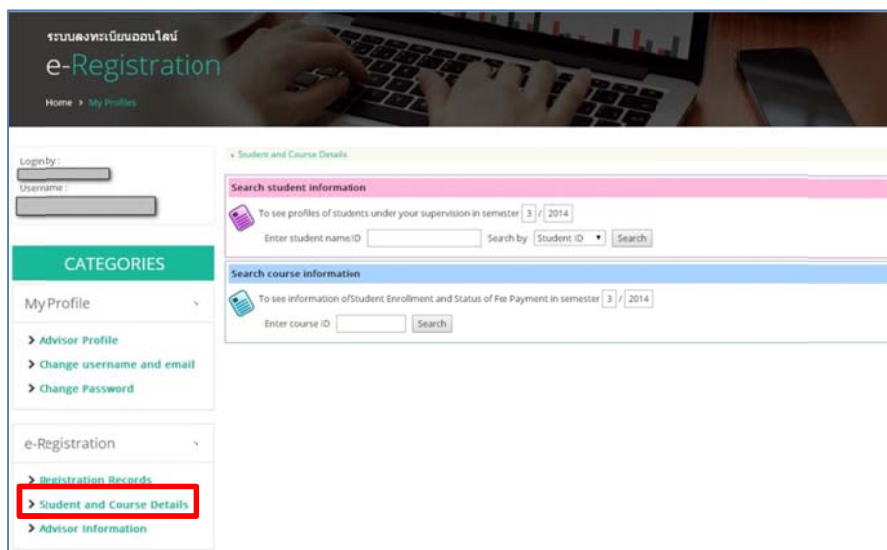 ระบบลงทะเบียนออนไลน์
e-Registration
Home > My Profiles
Login by :
Username :
CATEGORIES
My Profile
Advisor Profile
Change username and email
Change Password
e-Registration
Registration Records
Student and Course Details
Advisor Information
» Student and Course Details
Search student information
To see profiles of students under your supervision in semester 3 / 2014
Enter student name/ID Search by Student ID Search
Search course information
To see information ofStudent Enrollment and Status of Fee Payment in semester 3 / 2014
Enter course ID Search